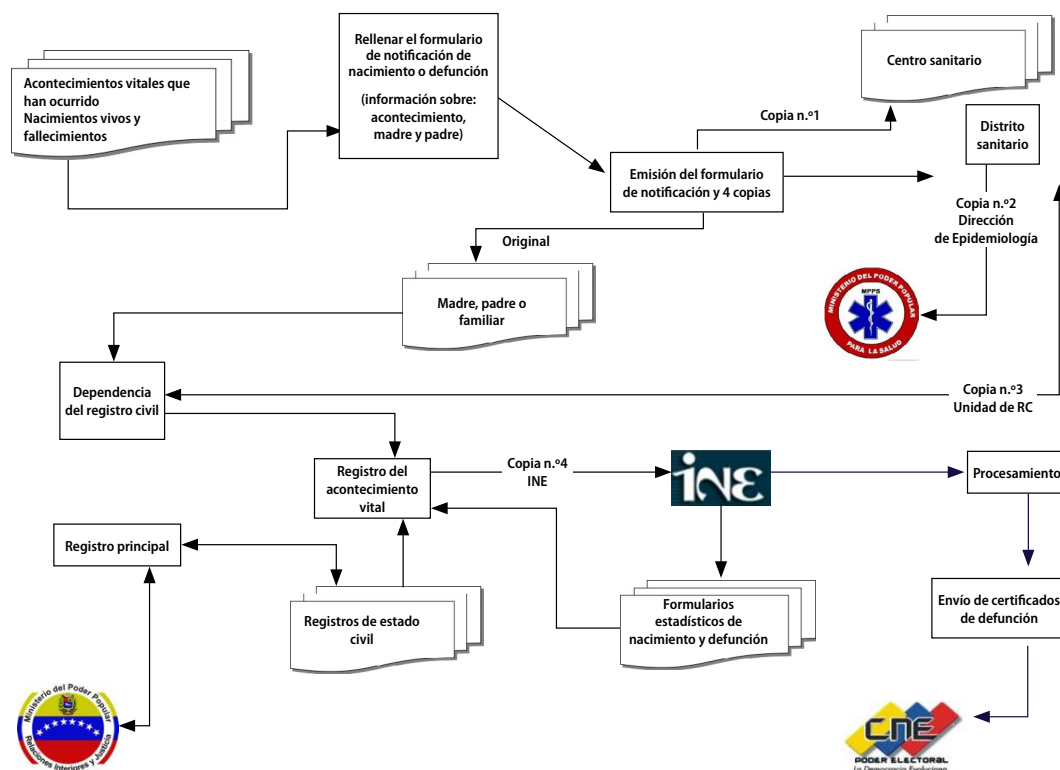 Acontecimientos vitales que
han ocurrido
Nacimientos vivos y
fallecimientos
Rellenar el formulario
de notificación de
nacimiento o defunción
(información sobre:
acontecimiento,
madre y padre)
Centro sanitario
Copia n.º1
Distrito
sanitario
Emisión del formulario
de notificación y 4 copias
Copia n.º2
Dirección
de Epidemiología
Original
Madre, padre o
familiar
MINISTERIO DEL PODER POPULAR
MPPS
PARA LA SALUD
Dependencia
del registro civil
Copia n.º3
Unidad de RC
Registro del
acontecimiento
vital
Copia n.º4
INE
iNE
Procesamiento
Registro principal
Registros de estado
civil
Formularios
estadísticos de
nacimiento y defunción
Envío de certificados
de defunción
Ministerio del Poder Popular
Relaciones Interiores y Justicia
CNE
PODER ELECTORAL
La Democracia Evoluciona